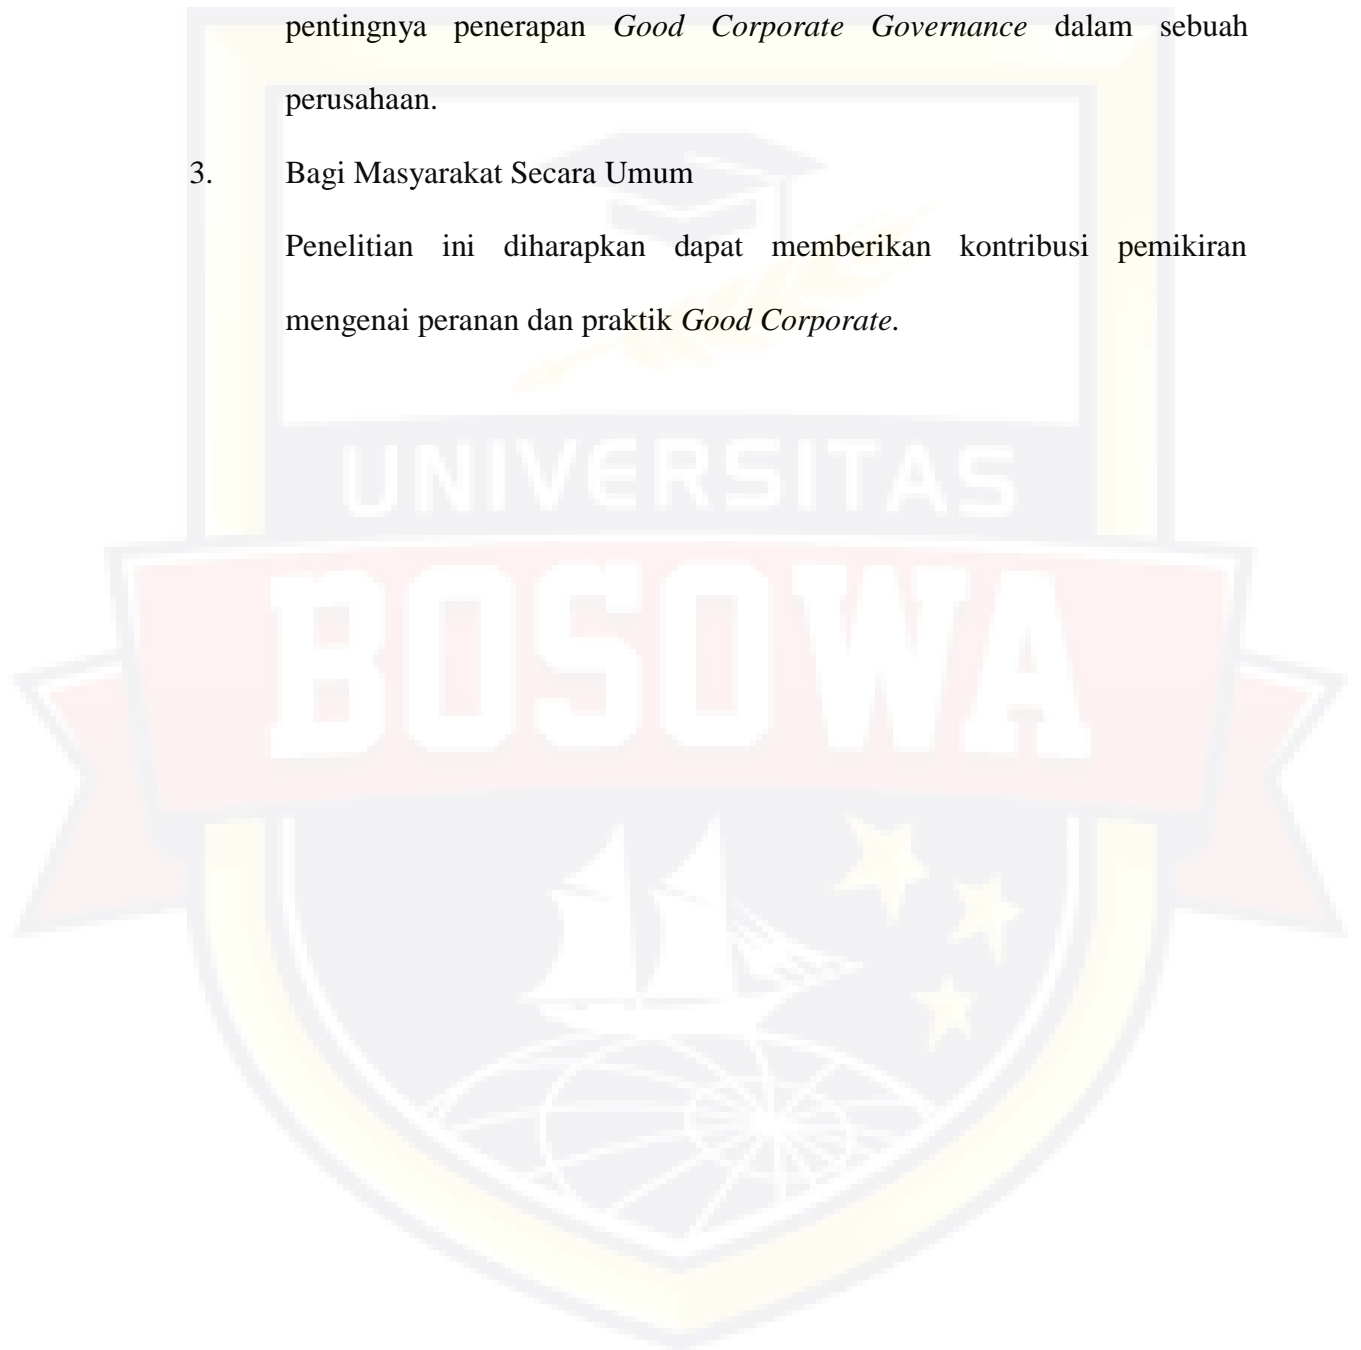 pentingnya penerapan Good Corporate Governance dalam sebuah
perusahaan.
3. Bagi Masyarakat Secara Umum
Penelitian ini diharapkan dapat memberikan kontribusi pemikiran
mengenai peranan dan praktik Good Corporate.
UNIVERSITAS
BOSOWA